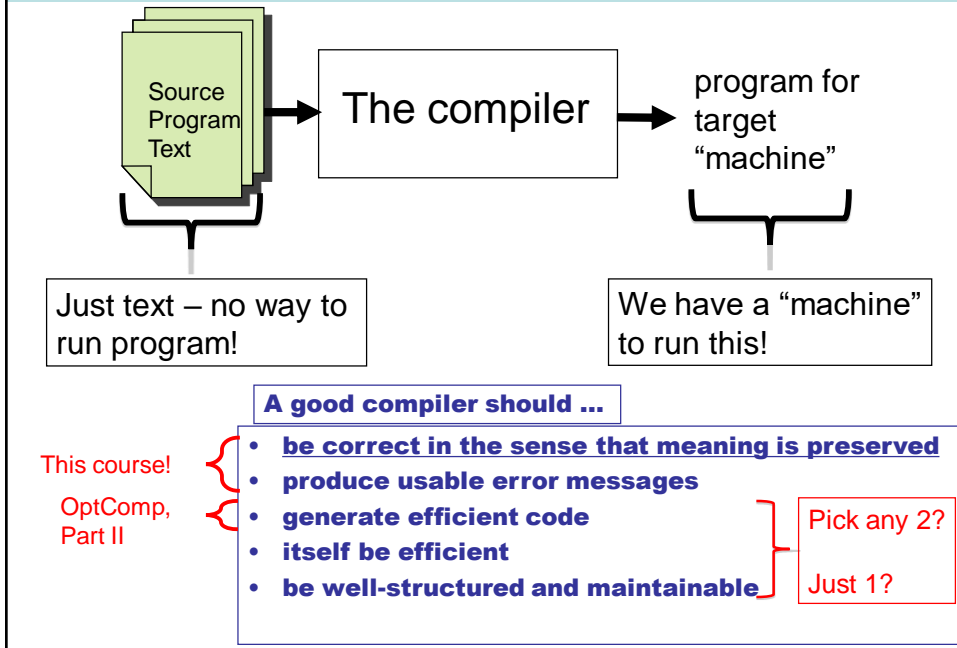 Source
Program
Text
The compiler
program for
target
“machine”
Just text – no way to
run program!
We have a “machine”
to run this!
A good compiler should …
This course!
• be correct in the sense that meaning is preserved
• produce usable error messages
OptComp,
Part II
• generate efficient code
• itself be efficient
• be well-structured and maintainable
Pick any 2?
Just 1?